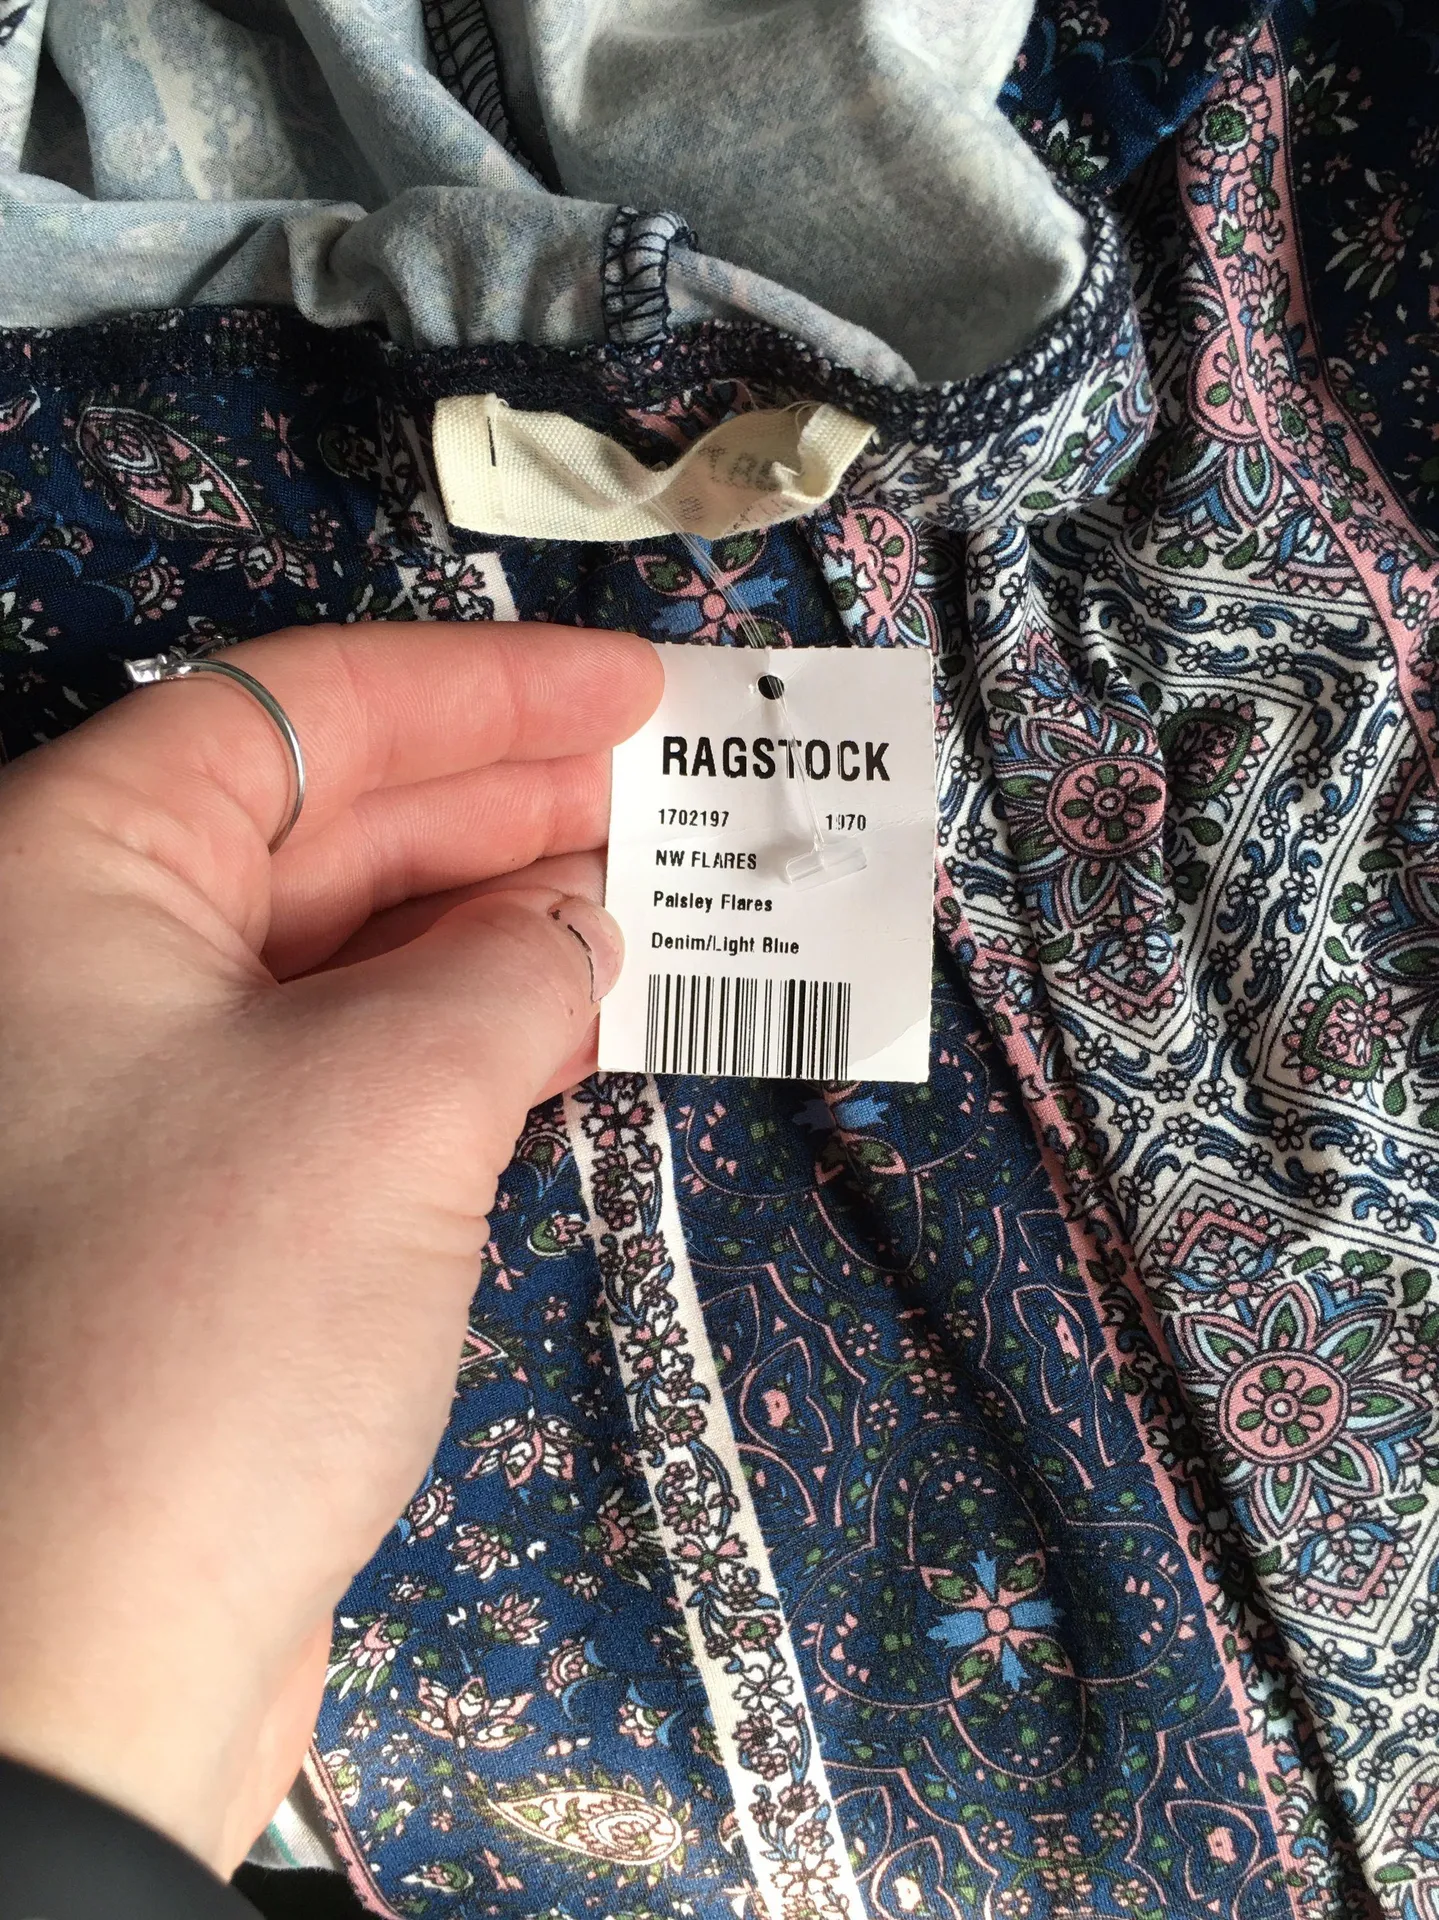 RAGSTOCK
1702197 1970
NW FLARES
Paisley Flares
Denim/Light Blue